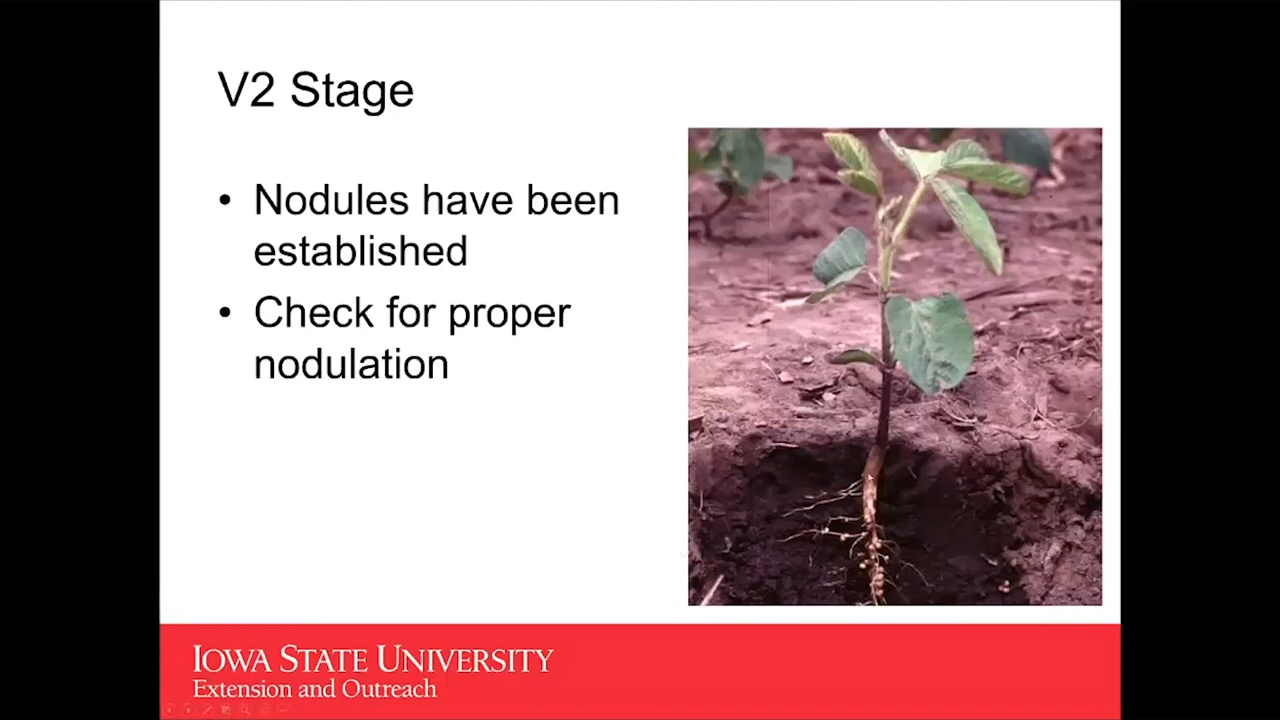 V2 Stage
• Nodules have been
established
• Check for proper
nodulation
IOWA STATE UNIVERSITY
Extension and Outreach